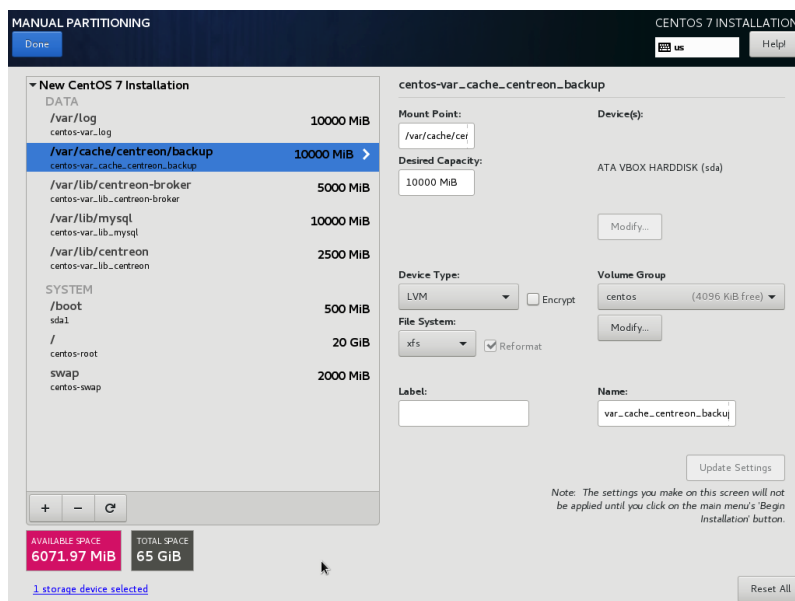 MANUAL PARTITIONING
CENTOS 7 INSTALLATION
Done
us
Help!
New CentOS 7 Installation
DATA
/var/log
10000 MiB
centos-var_log
/var/cache/centreon/backup
10000 MiB
centos-var_cache_centreon_backup
/var/lib/centreon-broker
5000 MiB
centos-var_lib_centreon-broker
/var/lib/mysql
10000 MiB
centos-var_lib_mysql
/var/lib/centreon
2500 MiB
centos-var_lib_centreon
SYSTEM
/boot
500 MiB
sda1
/
20 GiB
centos-root
swap
2000 MiB
centos-swap
+ −
AVAILABLE SPACE
6071.97 MiB
TOTAL SPACE
65 GiB
1 storage device selected
centos-var_cache_centreon_backup
Mount Point:
/var/cache/cer
Desired Capacity:
10000 MiB
Device(s):
ATA VBOX HARDDISK (sda)
Modify...
Device Type:
LVM
Encrypt
Volume Group
centos (4096 KiB free)
File System:
xfs
Reformat
Modify...
Label:
Name:
var_cache_centreon_backu
Update Settings
Note: The settings you make on this screen will not
be applied until you click on the main menu's 'Begin
Installation' button.
Reset All